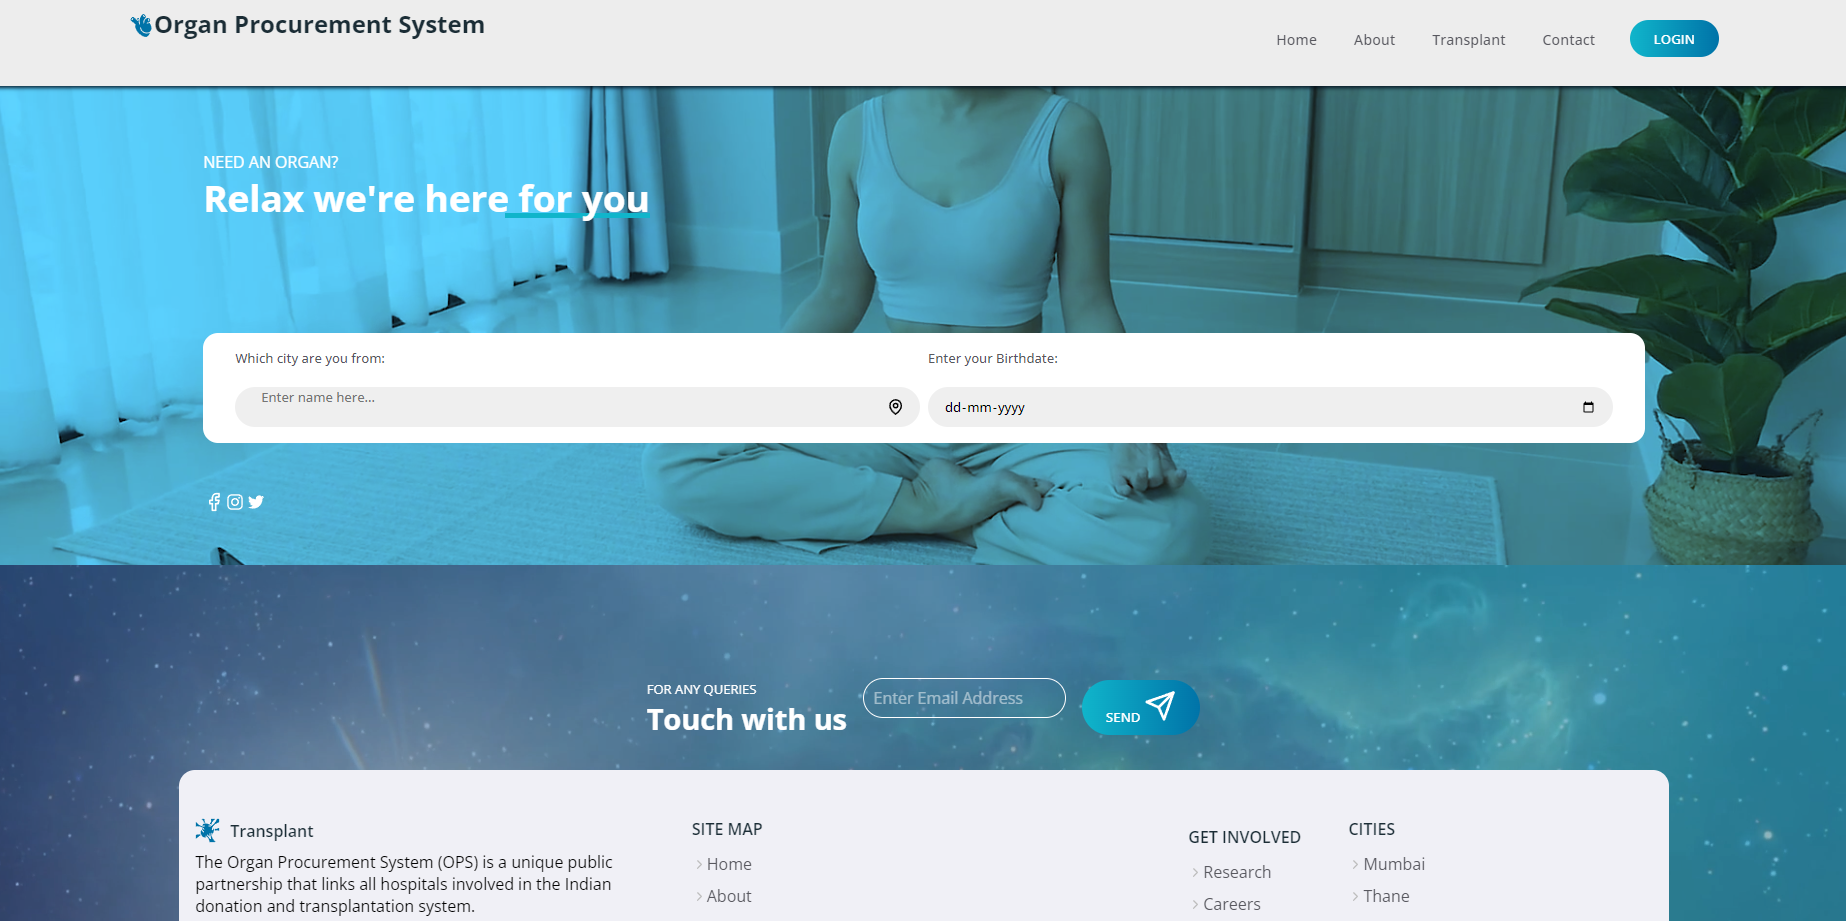 Organ Procurement System
Home
About
Transplant
Contact
LOGIN
NEED AN ORGAN?
Relax we're here for you
Which city are you from:
Enter your Birthdate:
Enter name here...
dd-mm-yyyy
FOR ANY QUERIES
Touch with us
Enter Email Address
SEND
Transplant
The Organ Procurement System (OPS) is a unique public
partnership that links all hospitals involved in the Indian
donation and transplantation system.
SITE MAP
Home
About
GET INVOLVED
Research
Careers
CITIES
Mumbai
Thane